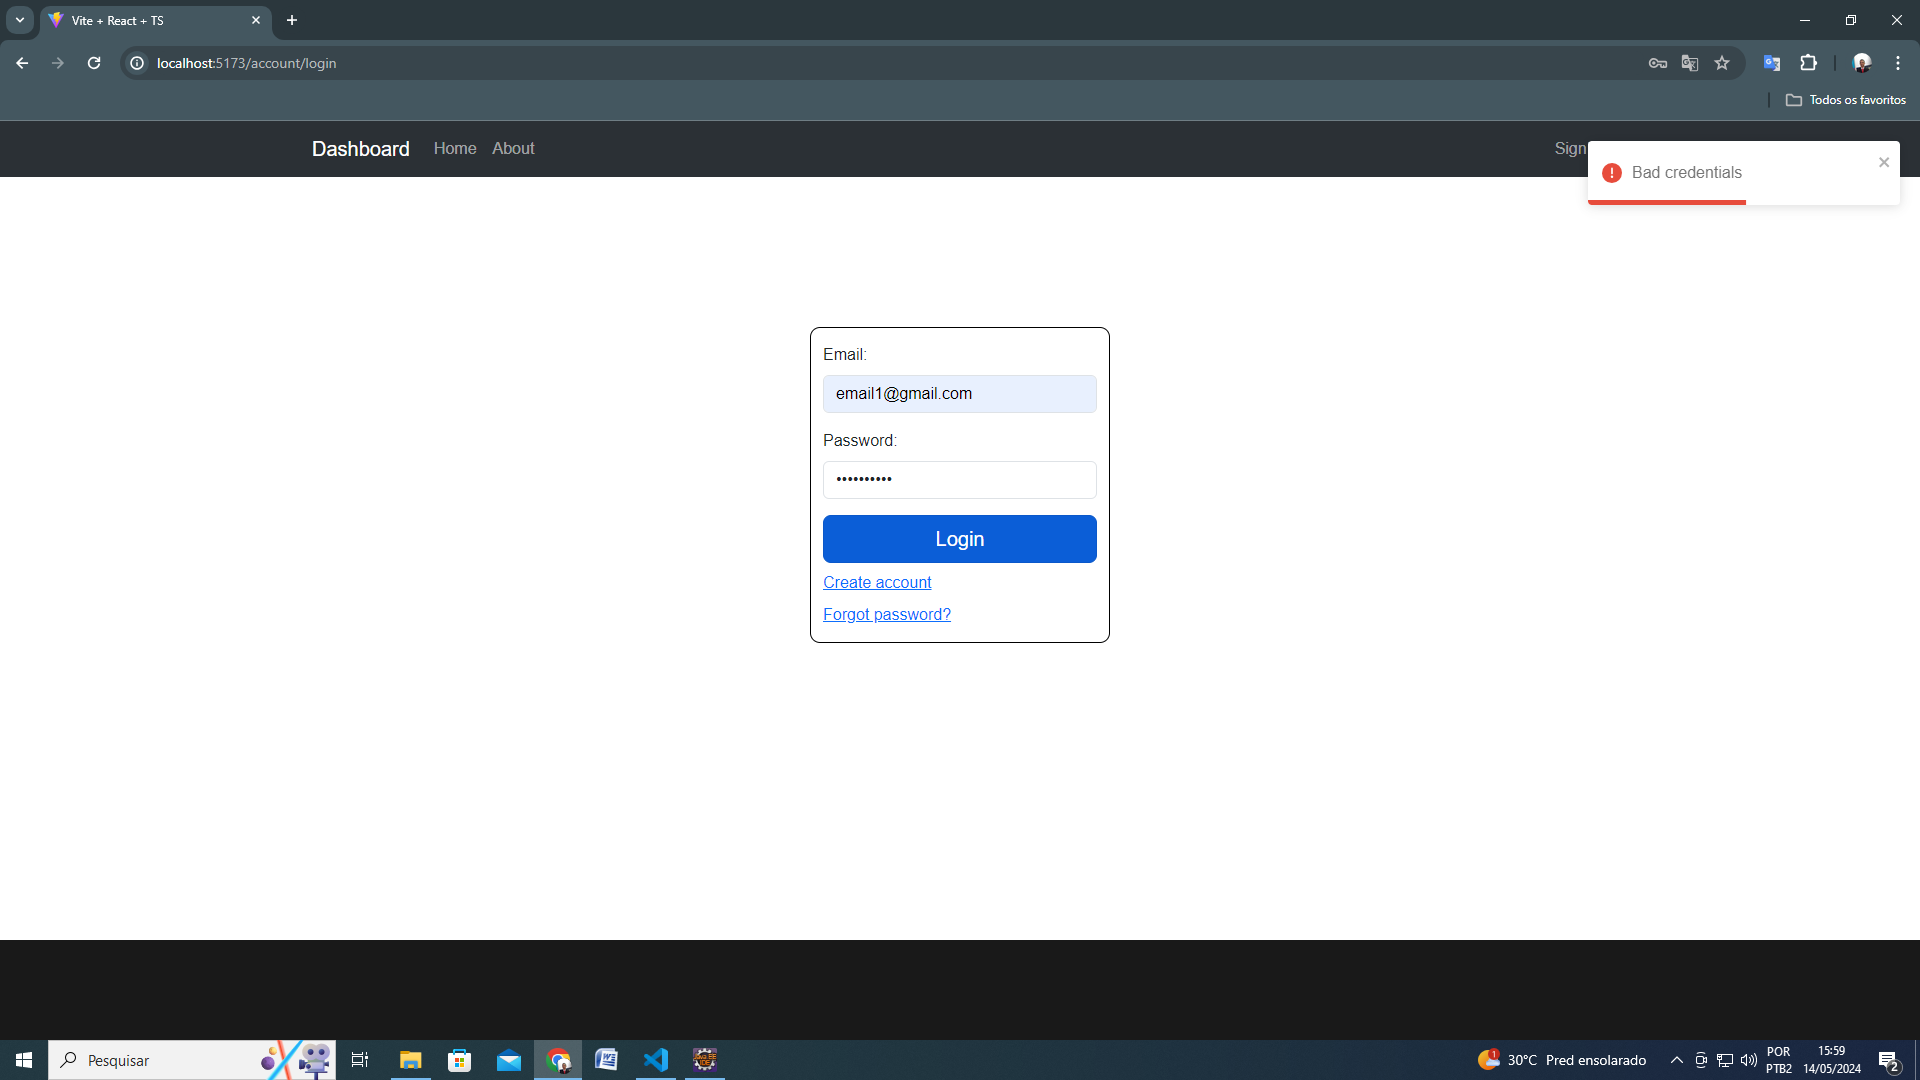 Vite + React + TS
localhost:5173/account/login
Todos os favoritos
Dashboard
Home
About
Sign
Bad credentials
Email:
email1@gmail.com
Password:
Login
Create account
Forgot password?
Pesquisar
30°C Pred ensolarado
POR
PTB2
15:59
14/05/2024
2